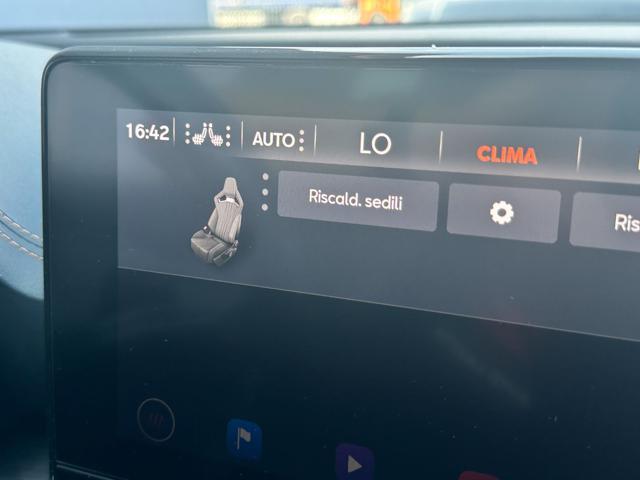 16:42 AUTO LO CLIMA
Riscald. sedili
Ris